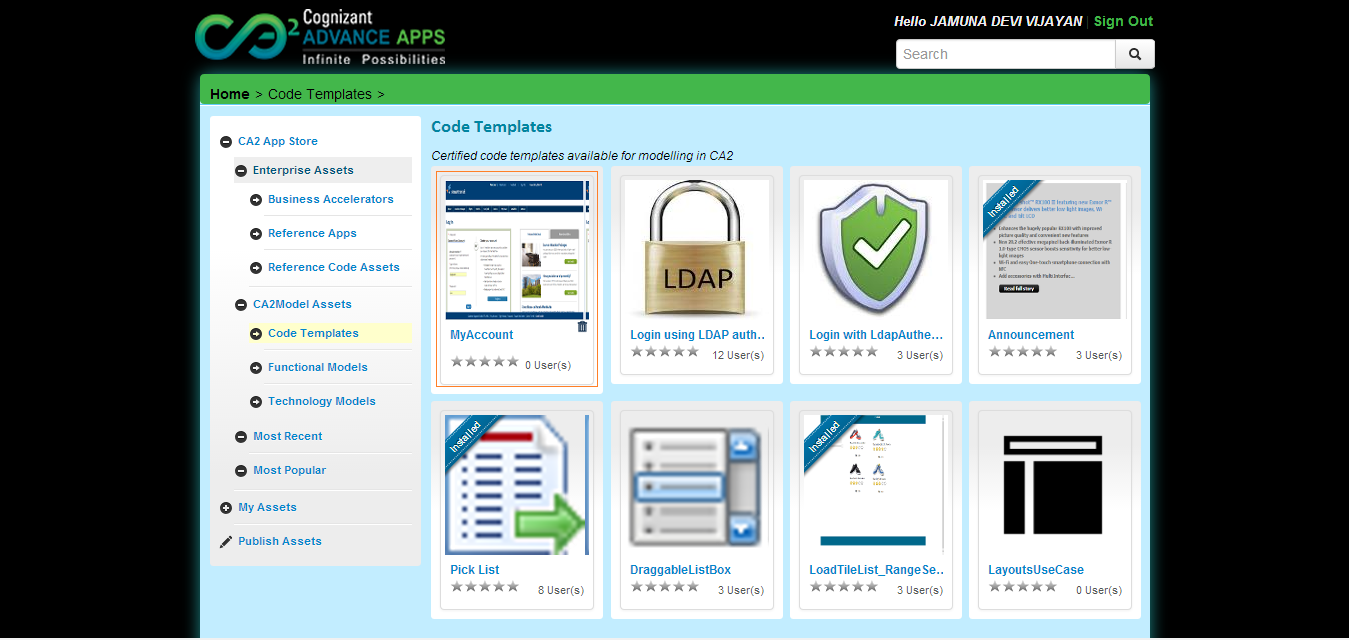 Cognizant
ADVANCE APPS
Infinite Possibilities
Hello JAMUNA DEVI VIJAYAN | Sign Out
Search
Home > Code Templates >
CA2 App Store
Enterprise Assets
Business Accelerators
Reference Apps
Reference Code Assets
CA2Model Assets
Code Templates
Functional Models
Technology Models
Most Recent
Most Popular
My Assets
Publish Assets
Code Templates
Certified code templates available for modelling in CA2
MyAccount
0 User(s)
LDAP
Login using LDAP auth..
12 User(s)
Login with LdapAuthe...
3 User(s)
Installed
Read full story
Announcement
3 User(s)
Installed
Pick List
8 User(s)
DraggableListBox
3 User(s)
Installed
LoadTileList_RangeSe..
3 User(s)
LayoutsUseCase
0 User(s)